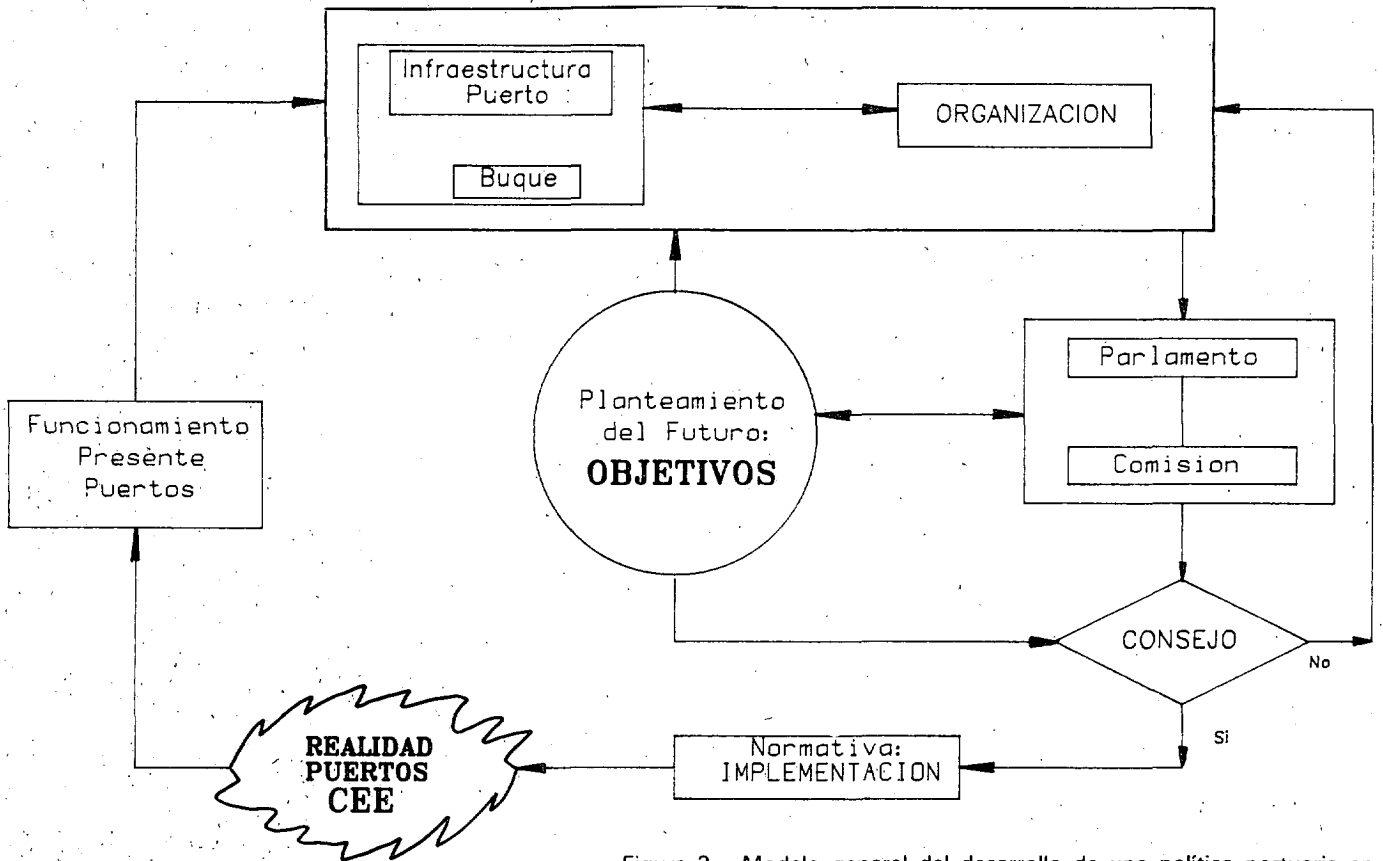 Infraestructura
Puerto
ORGANIZACION
Buque
Parlamento
Planteamiento
del Futuro:
OBJETIVOS
Comision
Funcionamiento
Presente
Puertos
CONSEJO
No
Si
Normativa:
IMPLEMENTACION
REALIDAD
PUERTOS
CEE